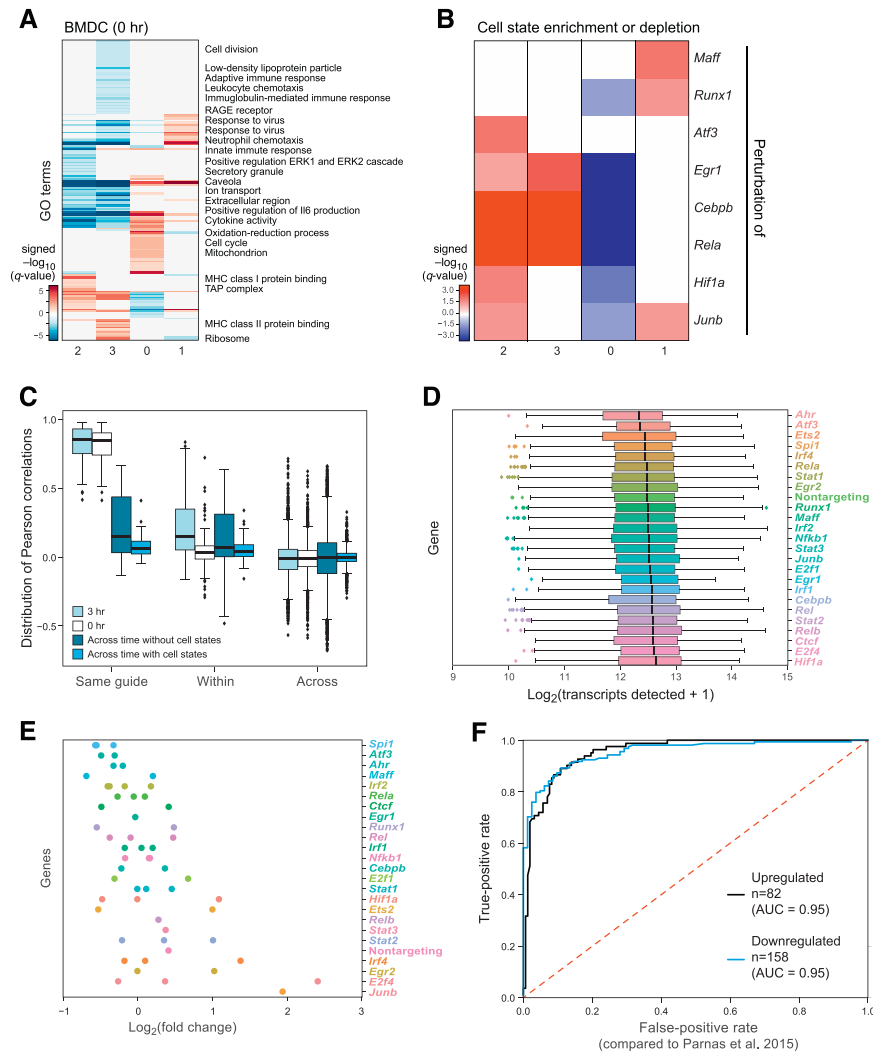 A
BMDC (0 hr)
Cell division
Low-density lipoprotein particle
Adaptive immune response
Leukocyte chemotaxis
Immuglobulin-mediated immune response
RAGE receptor
Response to virus
Response to virus
Neutrophil chemotaxis
Innate immute response
Positive regulation ERK1 and ERK2 cascade
Secretory granule
Caveola
Ion transport
Extracellular region
Positive regulation of Il6 production
Cytokine activity
Oxidation-reduction process
Cell cycle
Mitochondrion
MHC class I protein binding
TAP complex
MHC class II protein binding
Ribosome
GO terms
signed
–log10
(q-value)
5
0
−5
2 3 0 1
B
Cell state enrichment or depletion
Maff
Runx1
Atf3
Egr1
Cebpb
Rela
Hif1a
Junb
Perturbation of
signed
–log10
(q-value)
3.0
1.5
0.0
−1.5
−3.0
2 3 0 1
C
Distribution of Pearson correlations
1.0
0.5
0.0
−0.5
3 hr
0 hr
Across time without cell states
Across time with cell states
Same guide Within Across
D
Gene
Ahr
Atf3
Ets2
Spi1
Irf4
Rela
Stat1
Egr2
Nontargeting
Runx1
Maff
Irf2
Nfkb1
Stat3
Junb
E2f1
Egr1
Irf1
Cebpb
Rel
Stat2
Relb
Ctcf
E2f4
Hif1a
9 10 11 12 13 14 15
Log2(transcripts detected + 1)
E
Genes
Spi1
Atf3
Ahr
Maff
Irf2
Rela
Ctcf
Egr1
Runx1
Rel
Irf1
Nfkb1
Cebpb
E2f1
Stat1
Hif1a
Ets2
Relb
Stat3
Stat2
Nontargeting
Irf4
Egr2
E2f4
Junb
−1 0 1 2 3
Log2(fold change)
F
True-positive rate
1.0
0.8
0.6
0.4
0.2
0.0
Upregulated
n=82
(AUC = 0.95)
Downregulated
n=158
(AUC = 0.95)
0.0 0.2 0.4 0.6 0.8 1.0
False-positive rate
(compared to Parnas et al. 2015)